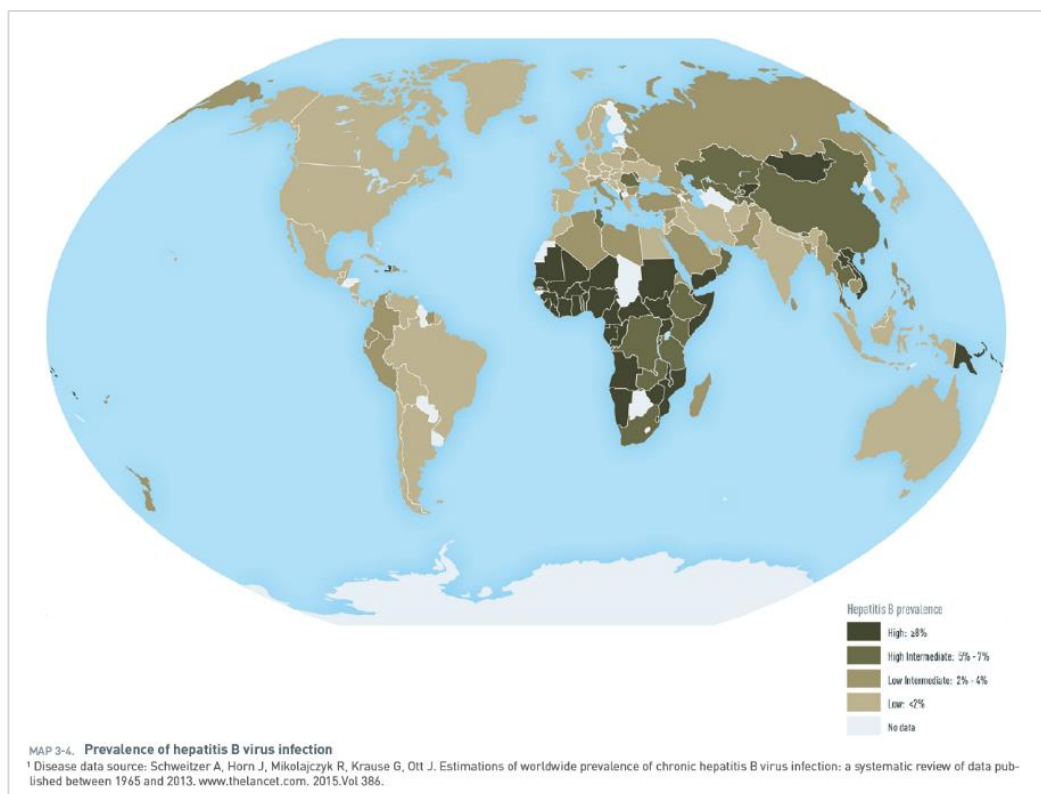 Hepatitis B prevalence
High: ≥8%
High Intermediate: 5% - 7%
Low Intermediate: 2% - 4%
Low: <2%
No data
MAP 3-4. Prevalence of hepatitis B virus infection
¹ Disease data source: Schweitzer A, Horn J, Mikolajczyk R, Krause G, Ott J. Estimations of worldwide prevalence of chronic hepatitis B virus infection: a systematic review of data pub-
lished between 1965 and 2013. www.thelancet.com. 2015.Vol 386.